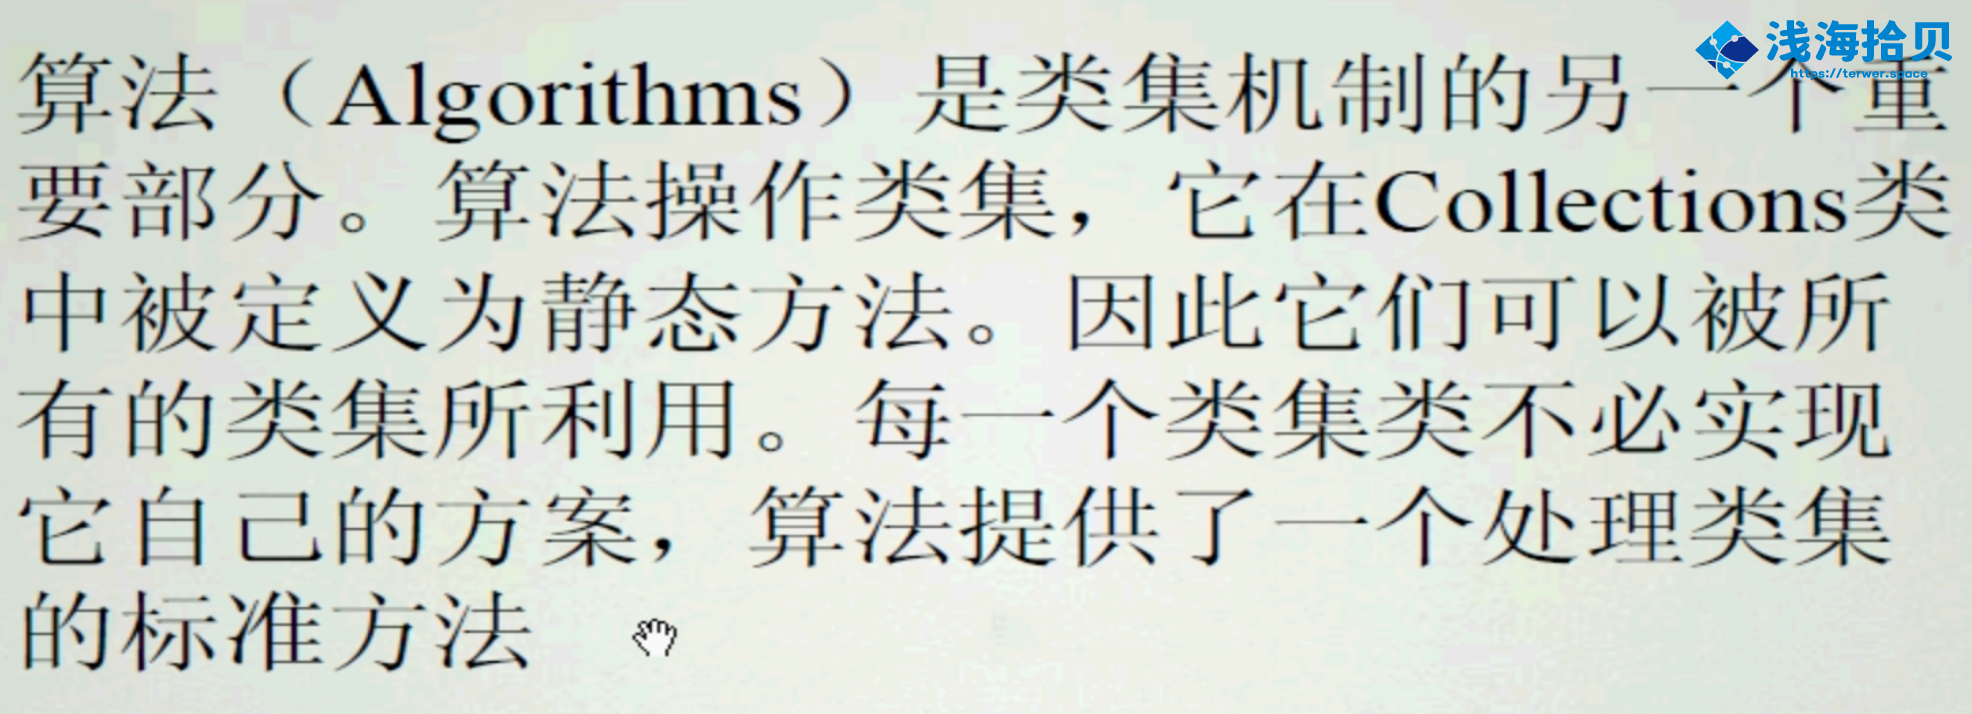 浅海拾贝
https://terwer.space
算法（Algorithms）是类集机制的另一个重
要部分。算法操作类集，它在Collections类
中被定义为静态方法。因此它们可以被所
有的类集所利用。每一个类集类不必实现
它自己的方案，算法提供了一个处理类集
的标准方法